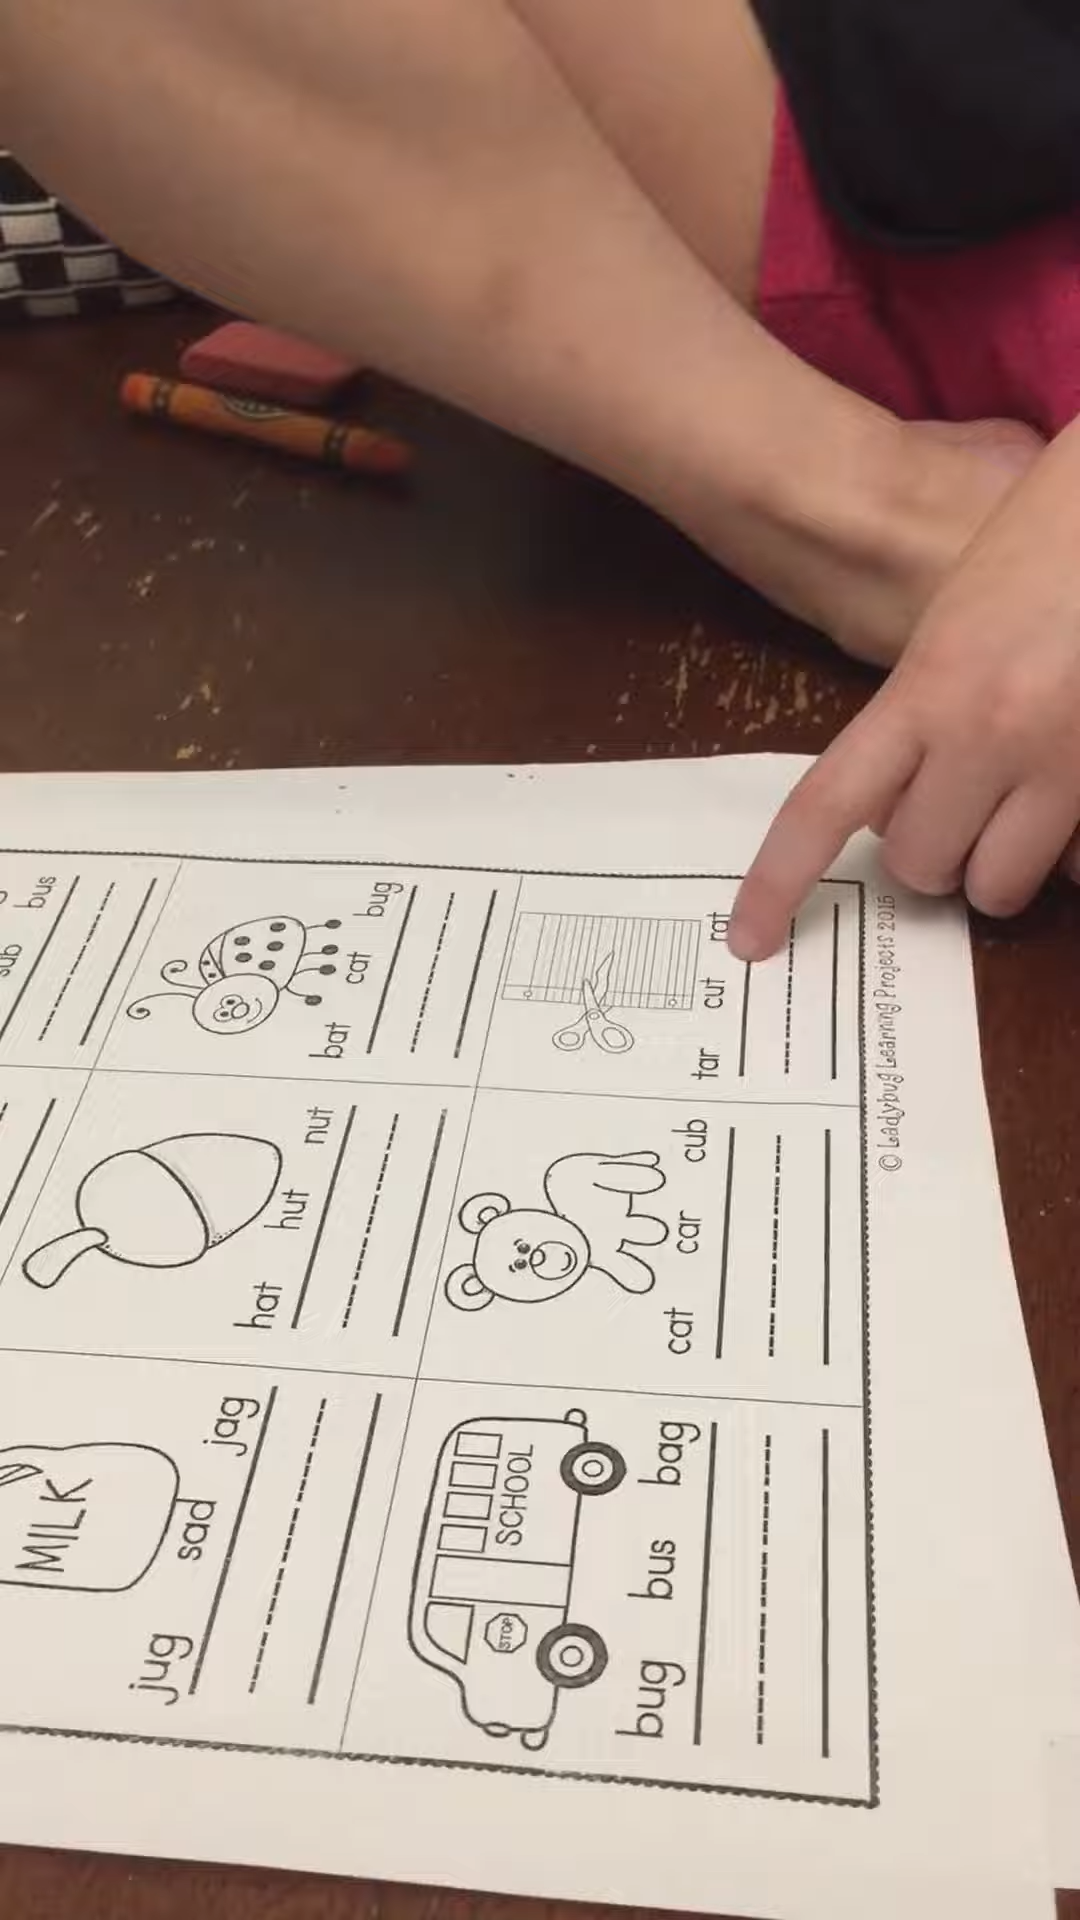 bus
MILK
jug sad jag
hat hut nut
bat cat bug
SCHOOL
STOP
bug bus bag
cat car cub
tar cut rat
© Ladybug Learning Projects 2016